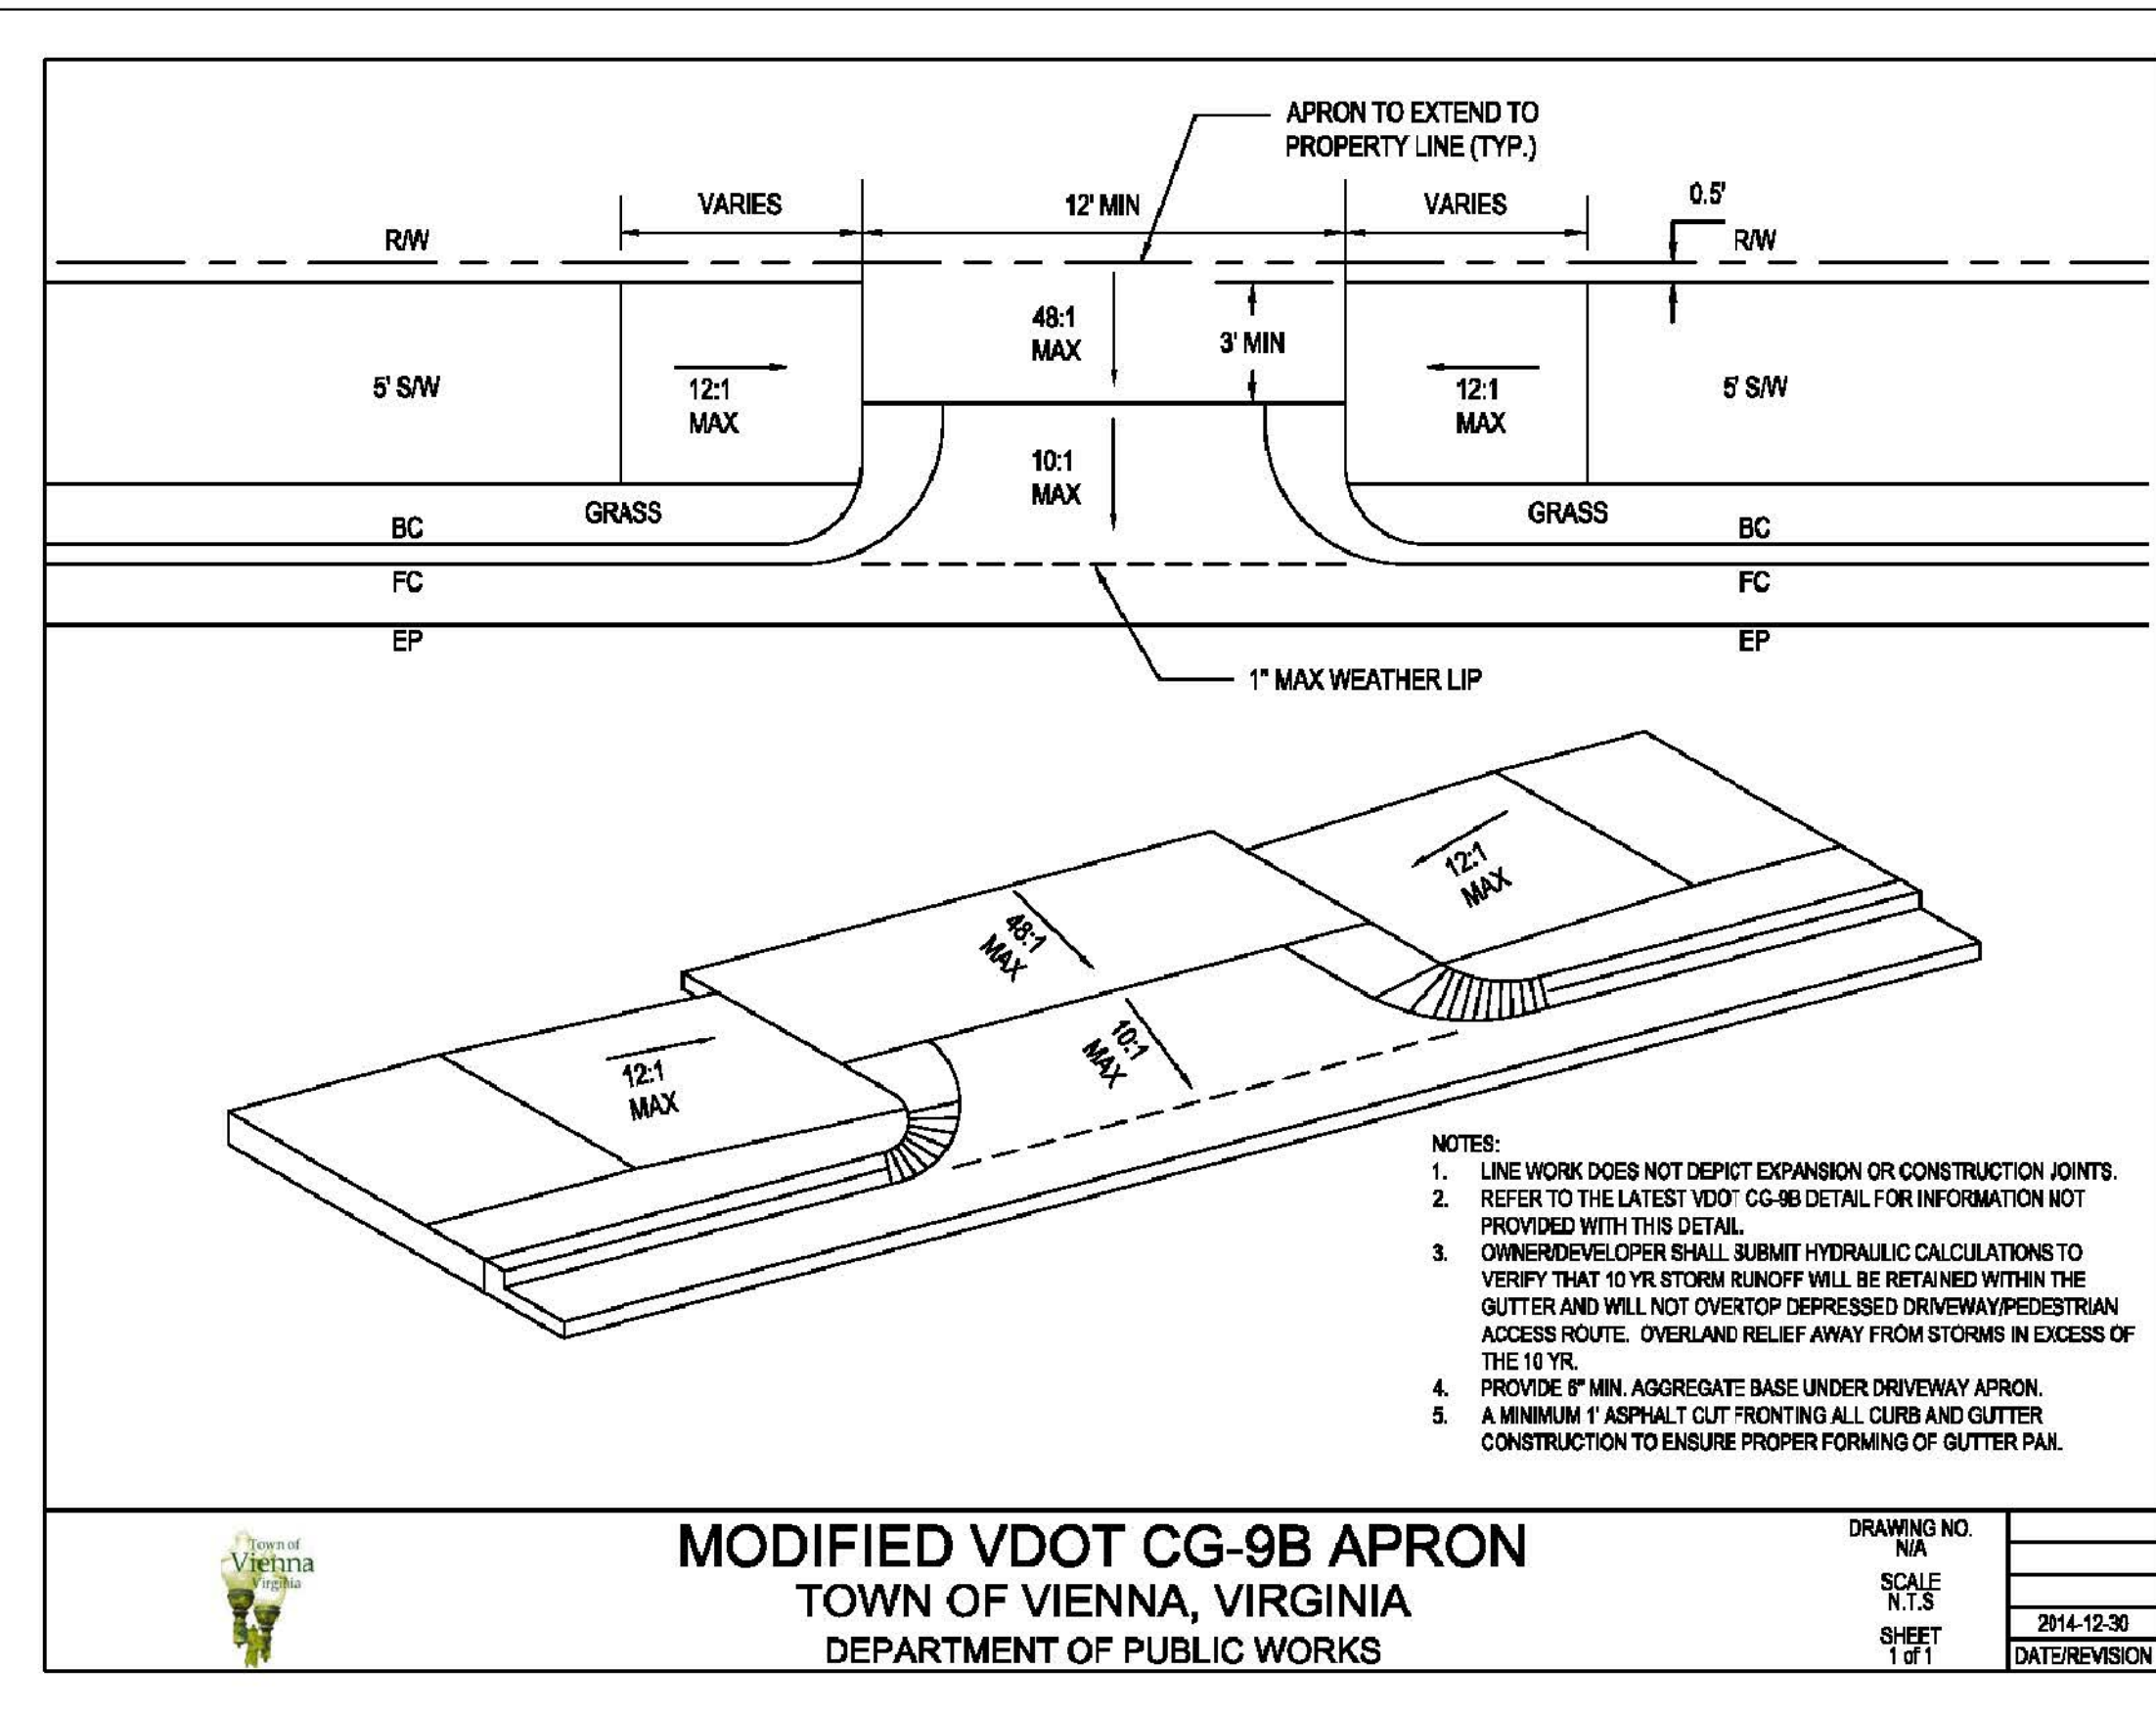 APRON TO EXTEND TO
PROPERTY LINE (TYP.)
VARIES
12' MIN
VARIES
0.5'
R/W
R/W
48:1
MAX
3' MIN
5' S/W
12:1
MAX
12:1
MAX
5' S/W
10:1
MAX
GRASS
GRASS
BC
BC
FC
FC
EP
EP
1" MAX WEATHER LIP
12:1
MAX
48:1
MAX
10:1
MAX
12:1
MAX
NOTES:
1. LINE WORK DOES NOT DEPICT EXPANSION OR CONSTRUCTION JOINTS.
2. REFER TO THE LATEST VDOT CG-9B DETAIL FOR INFORMATION NOT
PROVIDED WITH THIS DETAIL.
3. OWNER/DEVELOPER SHALL SUBMIT HYDRAULIC CALCULATIONS TO
VERIFY THAT 10 YR STORM RUNOFF WILL BE RETAINED WITHIN THE
GUTTER AND WILL NOT OVERTOP DEPRESSED DRIVEWAY/PEDESTRIAN
ACCESS ROUTE. OVERLAND RELIEF AWAY FROM STORMS IN EXCESS OF
THE 10 YR.
4. PROVIDE 6" MIN. AGGREGATE BASE UNDER DRIVEWAY APRON.
5. A MINIMUM 1' ASPHALT CUT FRONTING ALL CURB AND GUTTER
CONSTRUCTION TO ENSURE PROPER FORMING OF GUTTER PAN.
Town of
Vienna
Virginia
MODIFIED VDOT CG-9B APRON
TOWN OF VIENNA, VIRGINIA
DEPARTMENT OF PUBLIC WORKS
DRAWING NO.
N/A
SCALE
N.T.S
SHEET
1 of 1
2014-12-30
DATE/REVISION